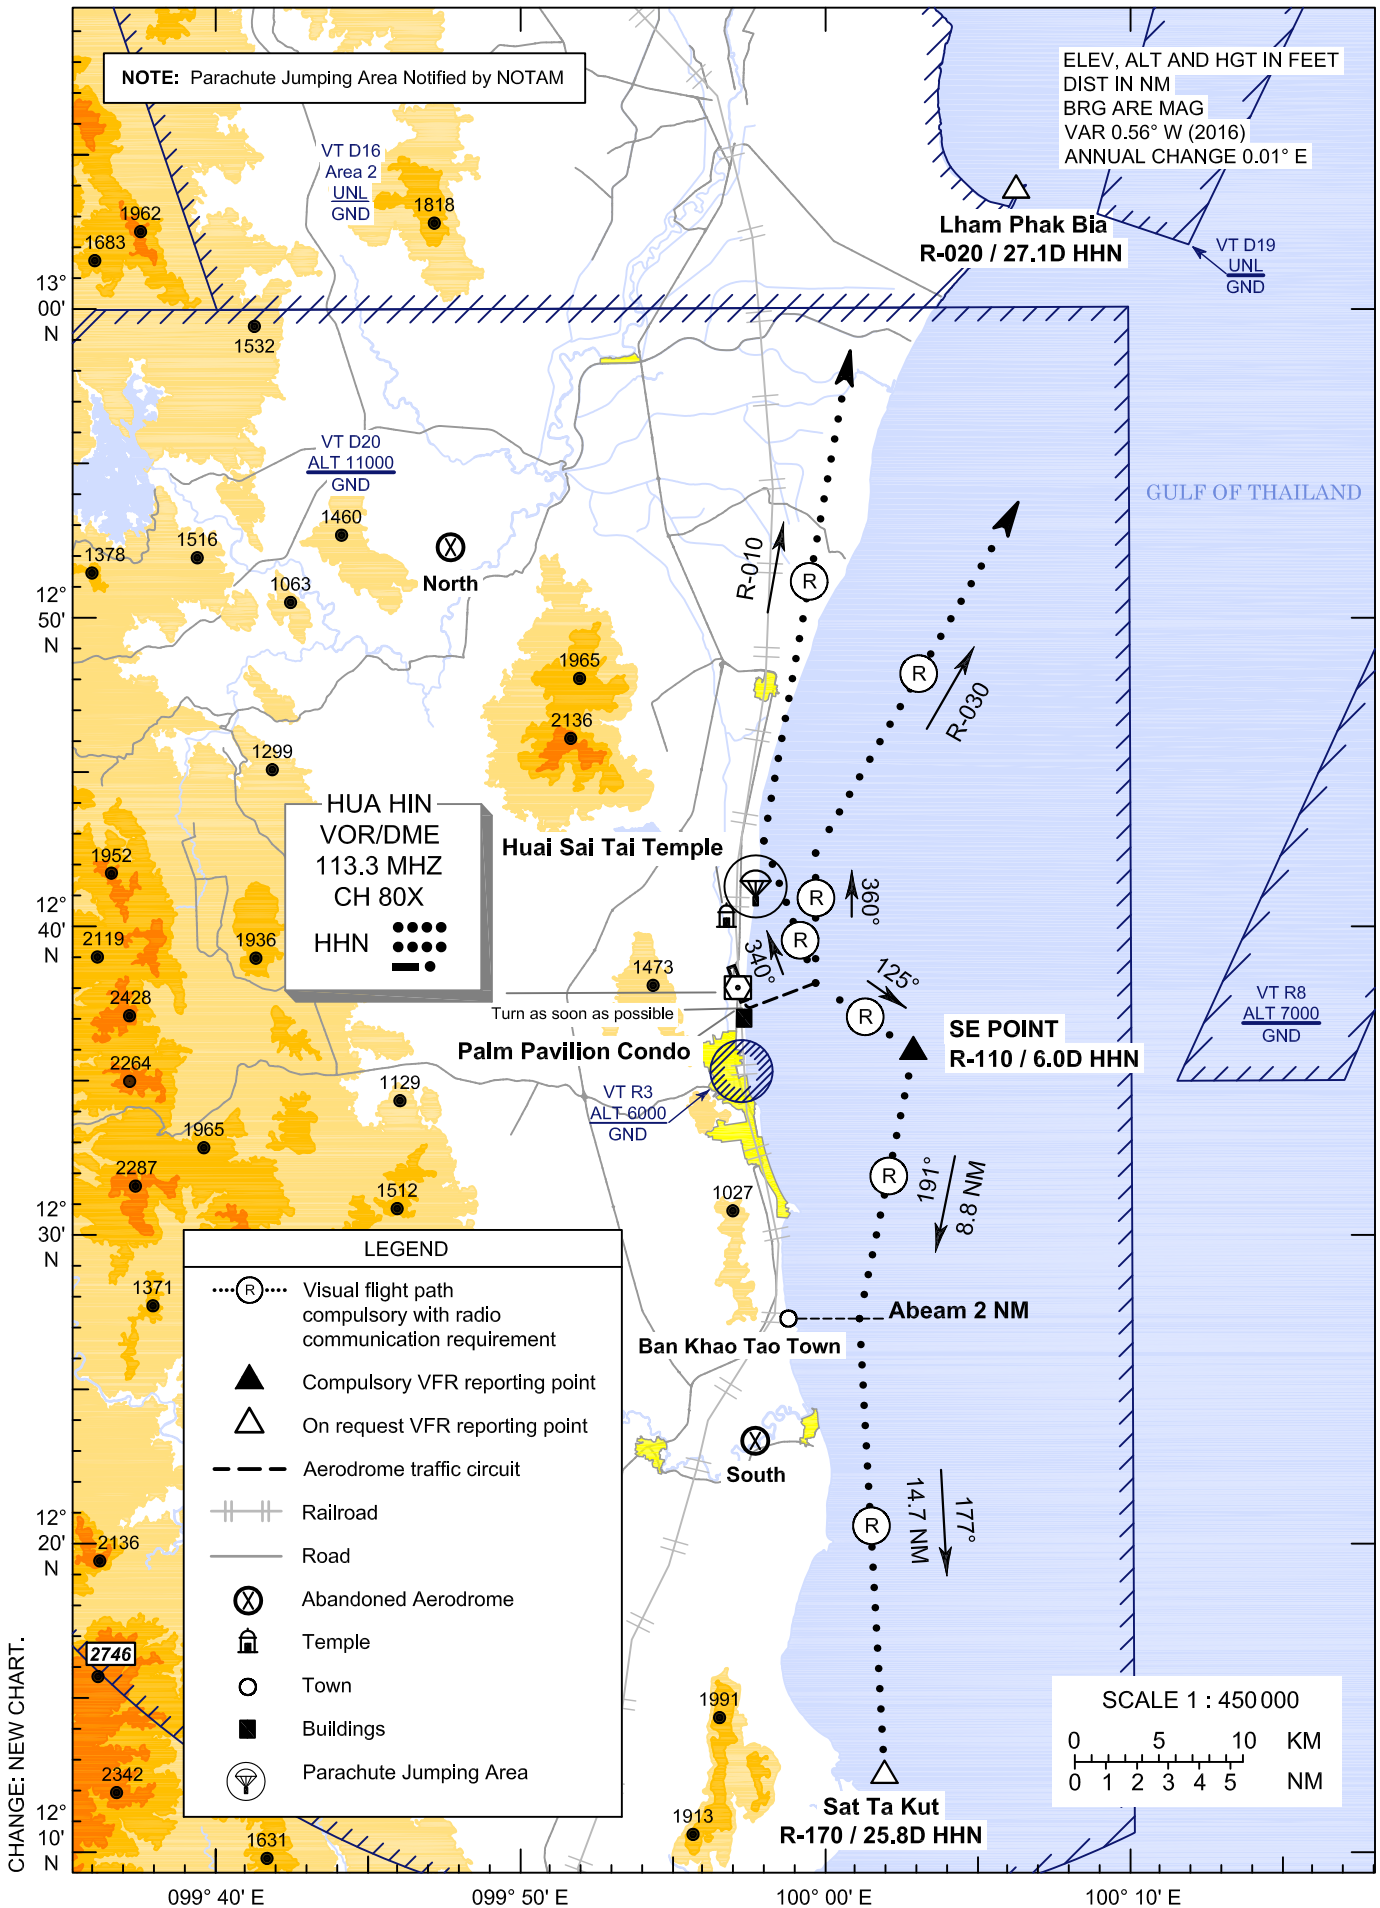 NOTE: Parachute Jumping Area Notified by NOTAM
ELEV, ALT AND HGT IN FEET
DIST IN NM
BRG ARE MAG
VAR 0.56° W (2016)
ANNUAL CHANGE 0.01° E
VT D16
Area 2
UNL
GND
1818
1962
1683
Lham Phak Bia
R-020 / 27.1D HHN
VT D19
UNL
GND
13°
00'
N
1532
VT D20
ALT 11000
GND
GULF OF THAILAND
1460
1516
1378
1063
North
R-010
R
12°
50'
N
1965
2136
R
R-030
1299
HUA HIN
VOR/DME
113.3 MHZ
CH 80X
HHN
Huai Sai Tai Temple
1952
12°
40'
N
2119
1936
R
360°
R
340°
1473
125°
2428
Turn as soon as possible
R
VT R8
ALT 7000
GND
SE POINT
R-110 / 6.0D HHN
Palm Pavilion Condo
2264
1129
VT R3
ALT 6000
GND
1965
2287
1512
1027
R
191°
8.8 NM
12°
30'
N
LEGEND
R
Visual flight path
compulsory with radio
communication requirement
Compulsory VFR reporting point
On request VFR reporting point
Aerodrome traffic circuit
Railroad
Road
Abandoned Aerodrome
Temple
Town
Buildings
Parachute Jumping Area
1371
Abeam 2 NM
Ban Khao Tao Town
South
R
14.7 NM
177°
12°
20'
N
2136
2746
1991
2342
1913
1631
SCALE 1 : 450 000
0 5 10 KM
0 1 2 3 4 5 NM
Sat Ta Kut
R-170 / 25.8D HHN
12°
10'
N
CHANGE: NEW CHART.
099° 40' E
099° 50' E
100° 00' E
100° 10' E